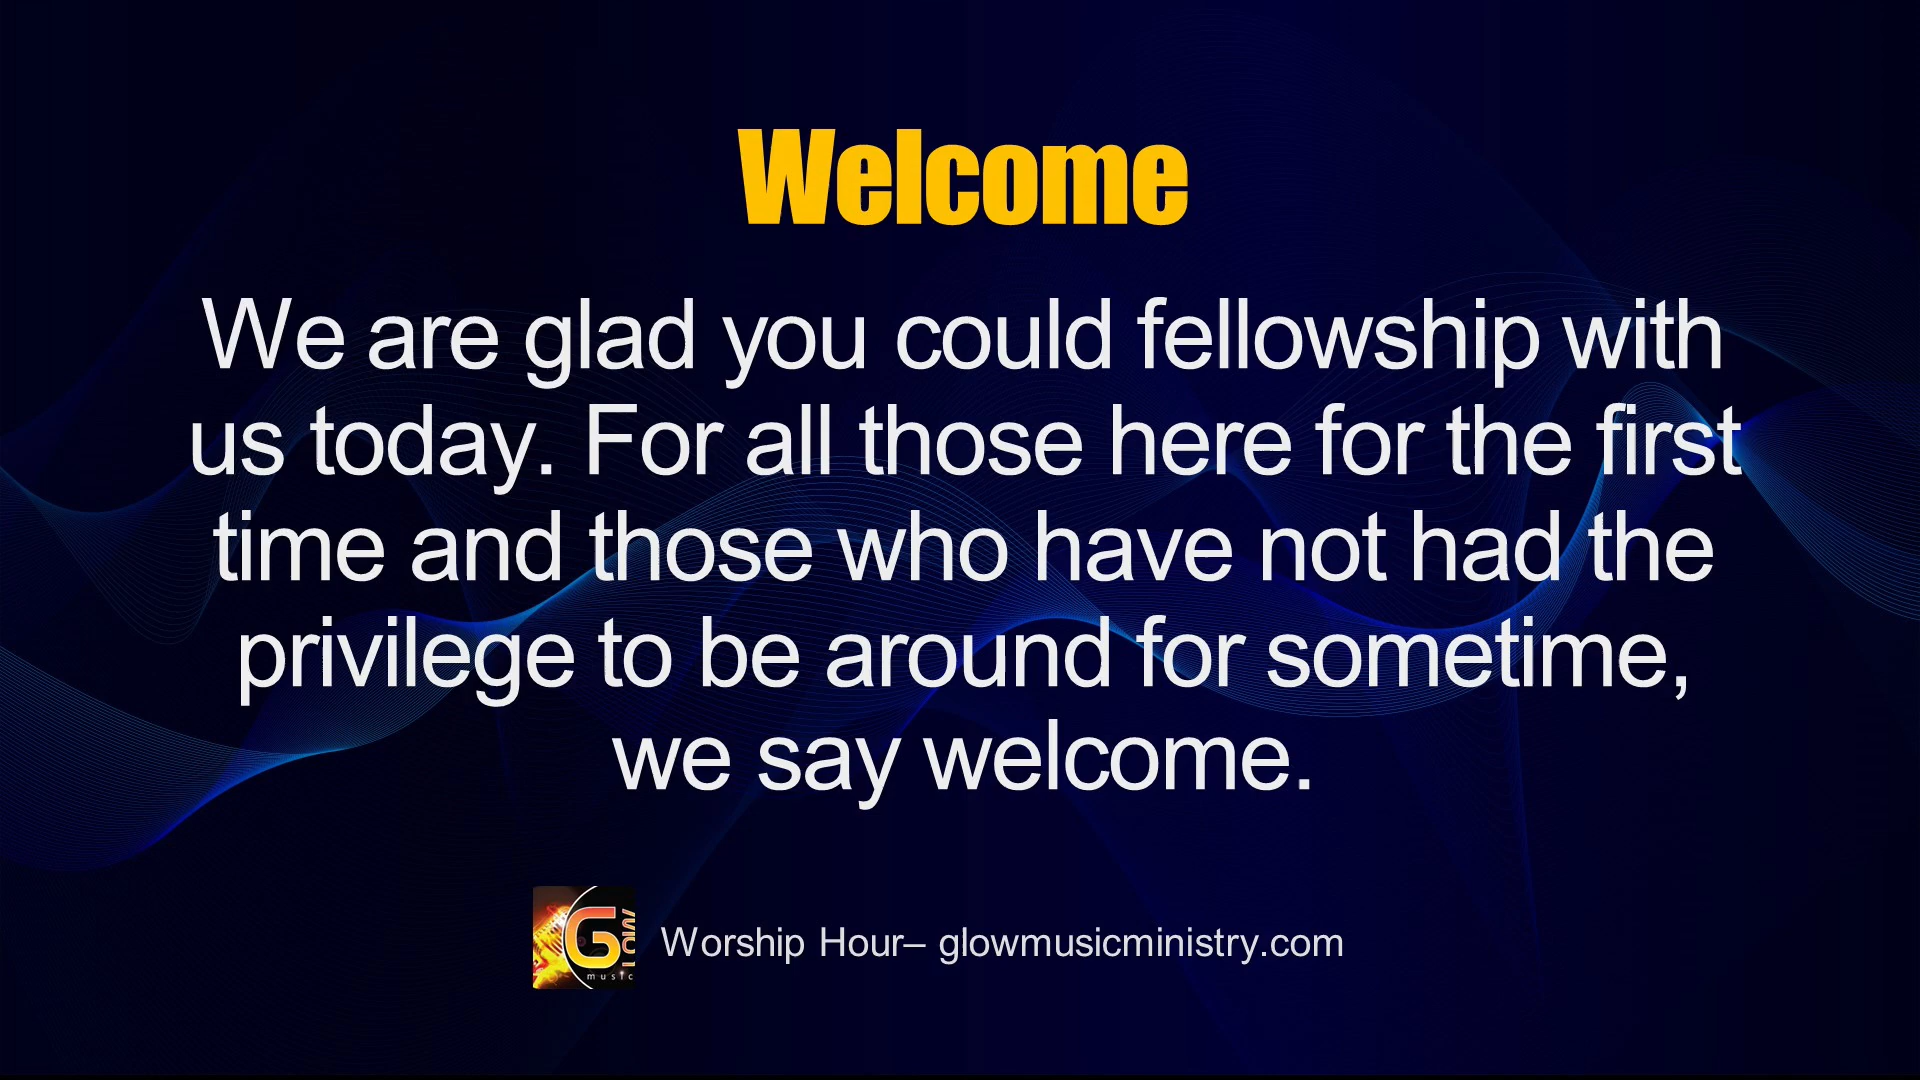 Welcome
We are glad you could fellowship with
us today. For all those here for the first
time and those who have not had the
privilege to be around for sometime,
we say welcome.
G
LOW
music
Worship Hour– glowmusicministry.com